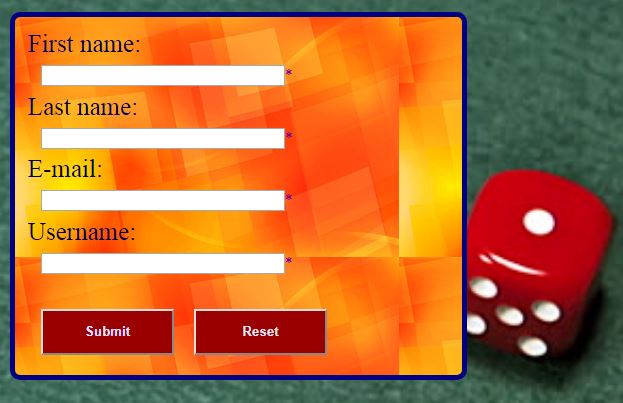 First name:
*
Last name:
*
E-mail:
*
Username:
*
Submit Reset